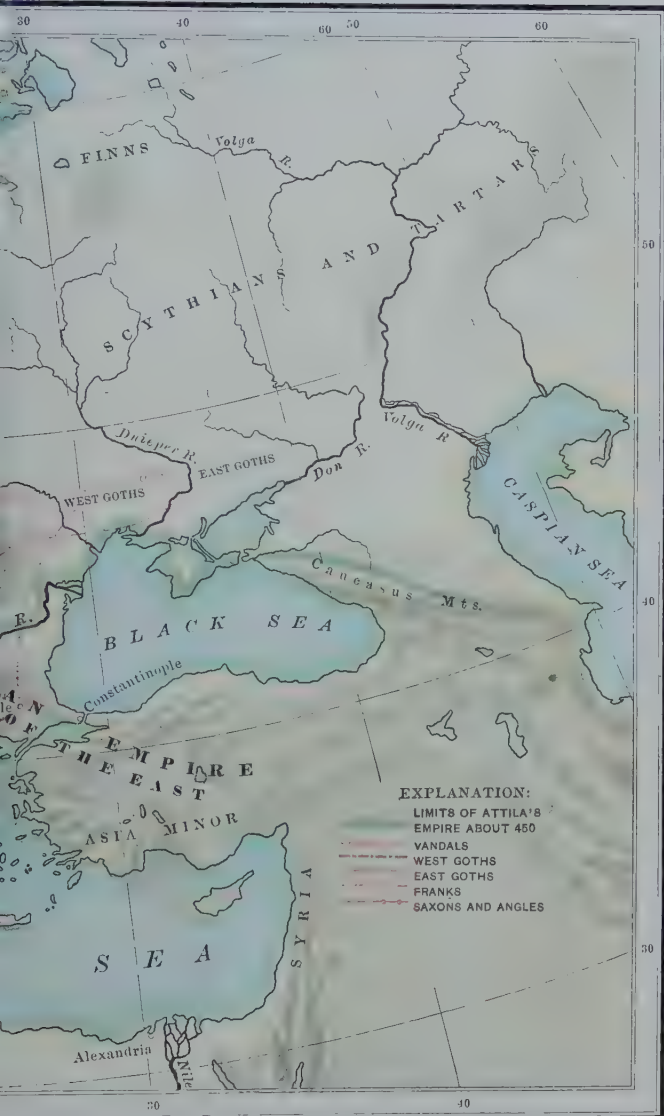 30
40
60
50
60
Volga
R.
FINNS
50
SCYTHIANS AND TARTARS
Dnieper R.
Volga R
EAST GOTHS
Don R.
WEST GOTHS
CASPIAN SEA
Caucasus Mts.
R.
40
BLACK SEA
Constantinople
AN
OF
EMPIRE
THE EAST
ASIA MINOR
EXPLANATION:
LIMITS OF ATTILA'S
EMPIRE ABOUT 450
VANDALS
WEST GOTHS
EAST GOTHS
FRANKS
SAXONS AND ANGLES
SYRIA
SEA
30
Alexandria
Nile
30
40